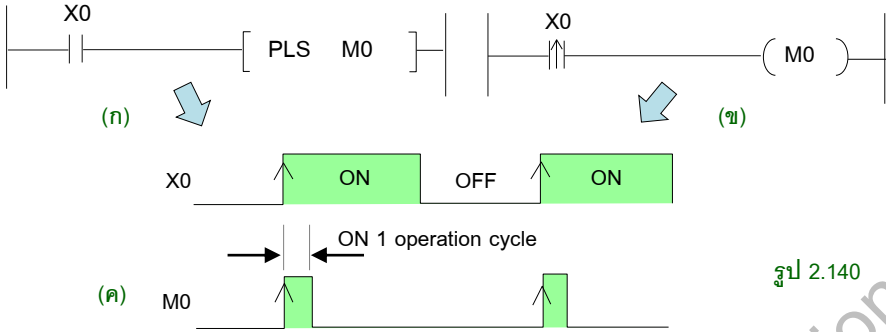 X0
PLS M0
X0
M0
(ก)
(ข)
X0
ON
OFF
ON
ON 1 operation cycle
(ค)
M0
รูป 2.140